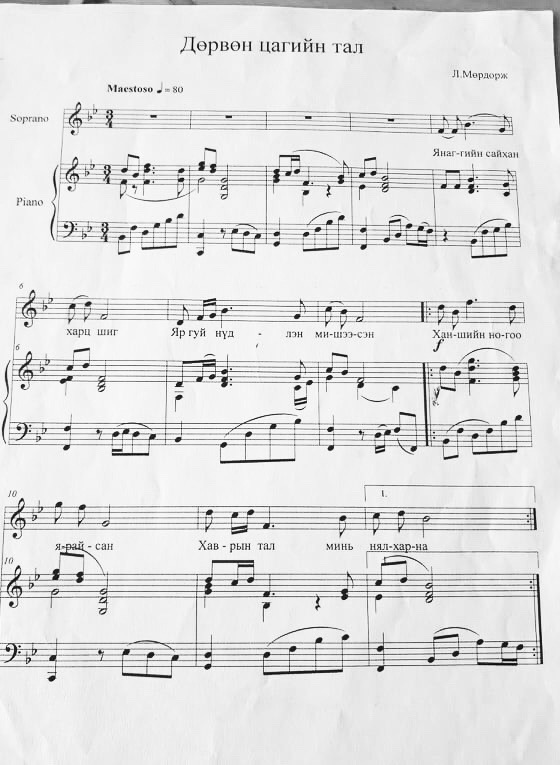 Дөрвөн цагийн тал
Л.Мөрдорж
Maestoso ♩= 80
Soprano
Янаг-гийн сайхан
Piano
6
харц шиг Яр гуй нүд - лэн ми-шээ-сэн Хан-шийн но-гоо
6
f
10
1.
я-рай-сан Хав-рын тал минь нял-хар-на
10